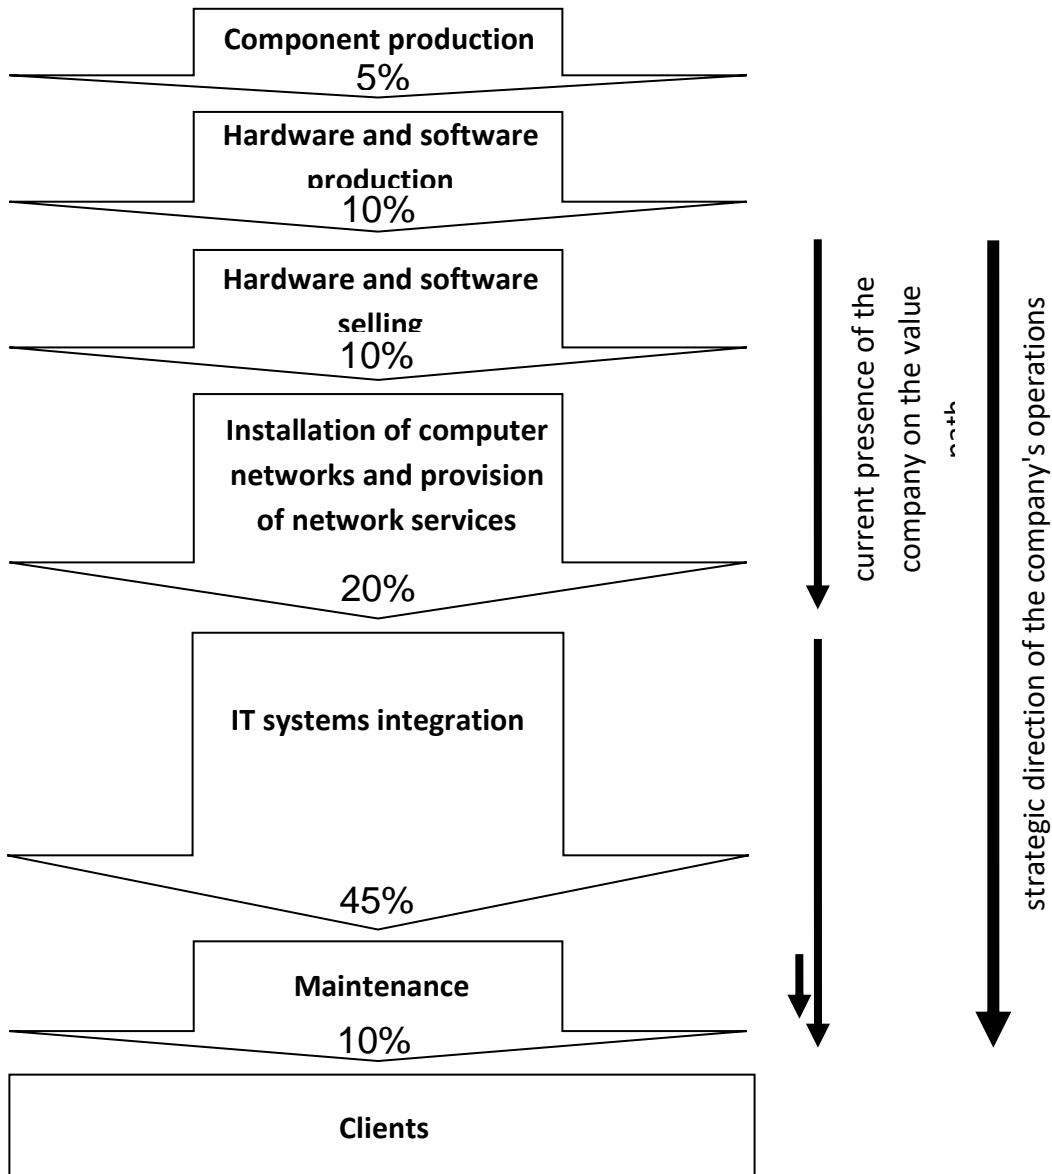 Component production
5%
Hardware and software
production
10%
Hardware and software
selling
10%
Installation of computer
networks and provision
of network services
20%
IT systems integration
45%
Maintenance
10%
Clients
current presence of the
company on the value
path
strategic direction of the company's operations